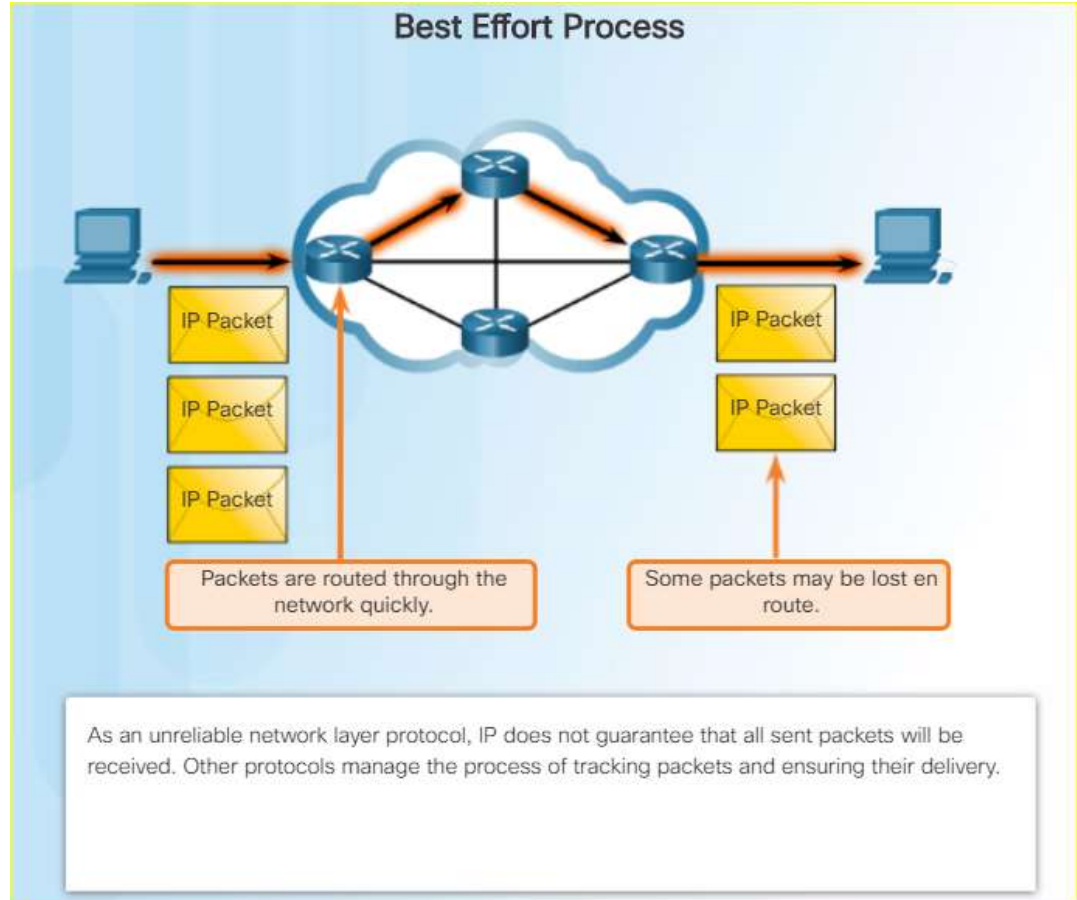 Best Effort Process
IP Packet
IP Packet
IP Packet
IP Packet
IP Packet
Packets are routed through the
network quickly.
Some packets may be lost en
route.
As an unreliable network layer protocol, IP does not guarantee that all sent packets will be
received. Other protocols manage the process of tracking packets and ensuring their delivery.